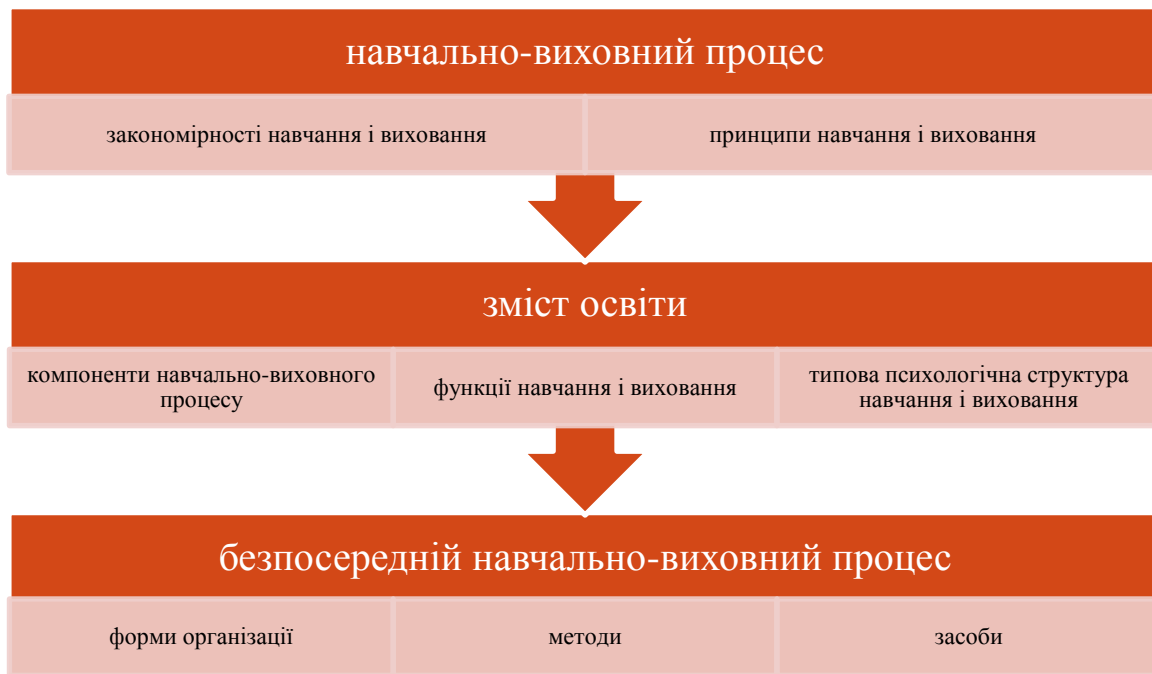 навчально-виховний процес
закономірності навчання і виховання
принципи навчання і виховання
зміст освіти
компоненти навчально-виховного
процесу
функції навчання і виховання
типова психологічна структура
навчання і виховання
безпосередній навчально-виховний процес
форми організації
методи
засоби